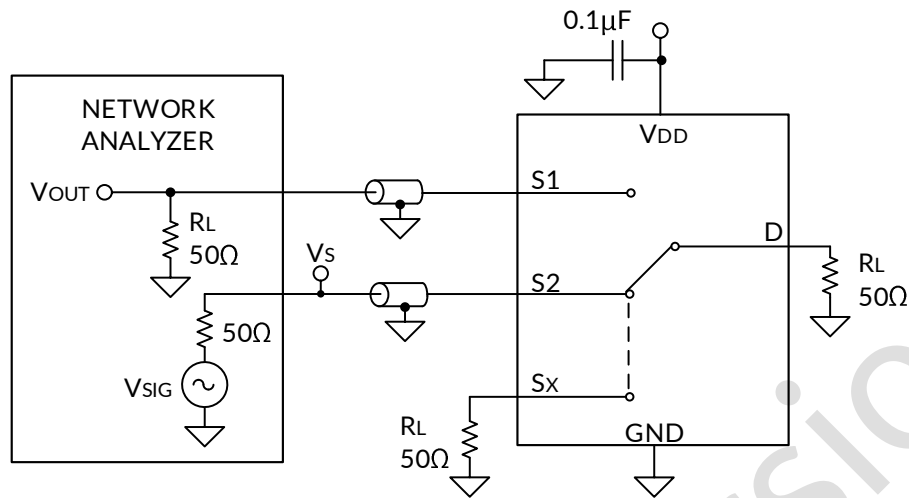 0.1µF
NETWORK
ANALYZER
VDD
VOUT
S1
RL
50Ω
VS
D
S2
RL
50Ω
50Ω
VSIG
SX
RL
50Ω
GND